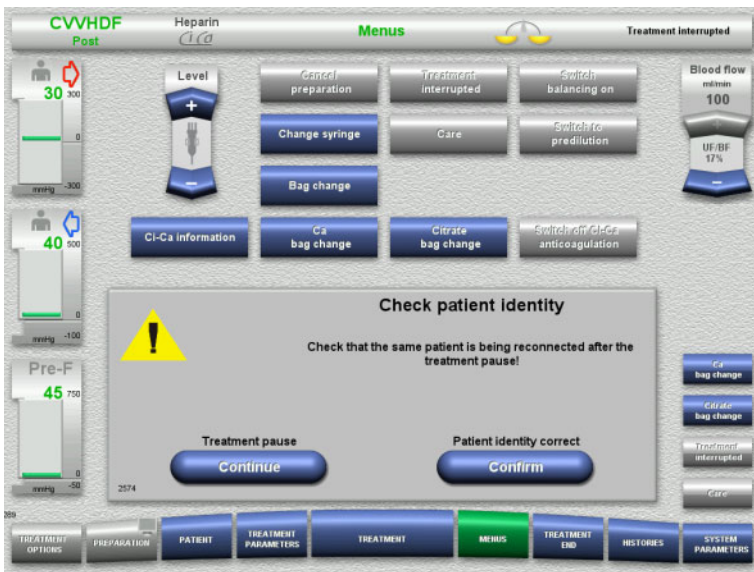 CVVHDF
Post
Heparin
Ci Ca
Menus
Treatment interrupted
30
300
0
mmHg
-300
40
500
0
mmHg
-100
Pre-F
45
750
0
mmHg
-50
Level
+
−
Cancel
preparation
Treatment
interrupted
Switch
balancing on
Change syringe
Care
Switch to
predilution
Bag change
Ci-Ca information
Ca
bag change
Citrate
bag change
Switch off Ci-Ca
anticoagulation
Blood flow
ml/min
100
+
UF/BF
17%
−
!
Check patient identity
Check that the same patient is being reconnected after the
treatment pause!
Treatment pause
Continue
Patient identity correct
Confirm
2574
Ca
bag change
Citrate
bag change
Treatment
interrupted
Care
TREATMENT
OPTIONS
PREPARATION
PATIENT
TREATMENT
PARAMETERS
TREATMENT
MENUS
TREATMENT
END
HISTORIES
SYSTEM
PARAMETERS